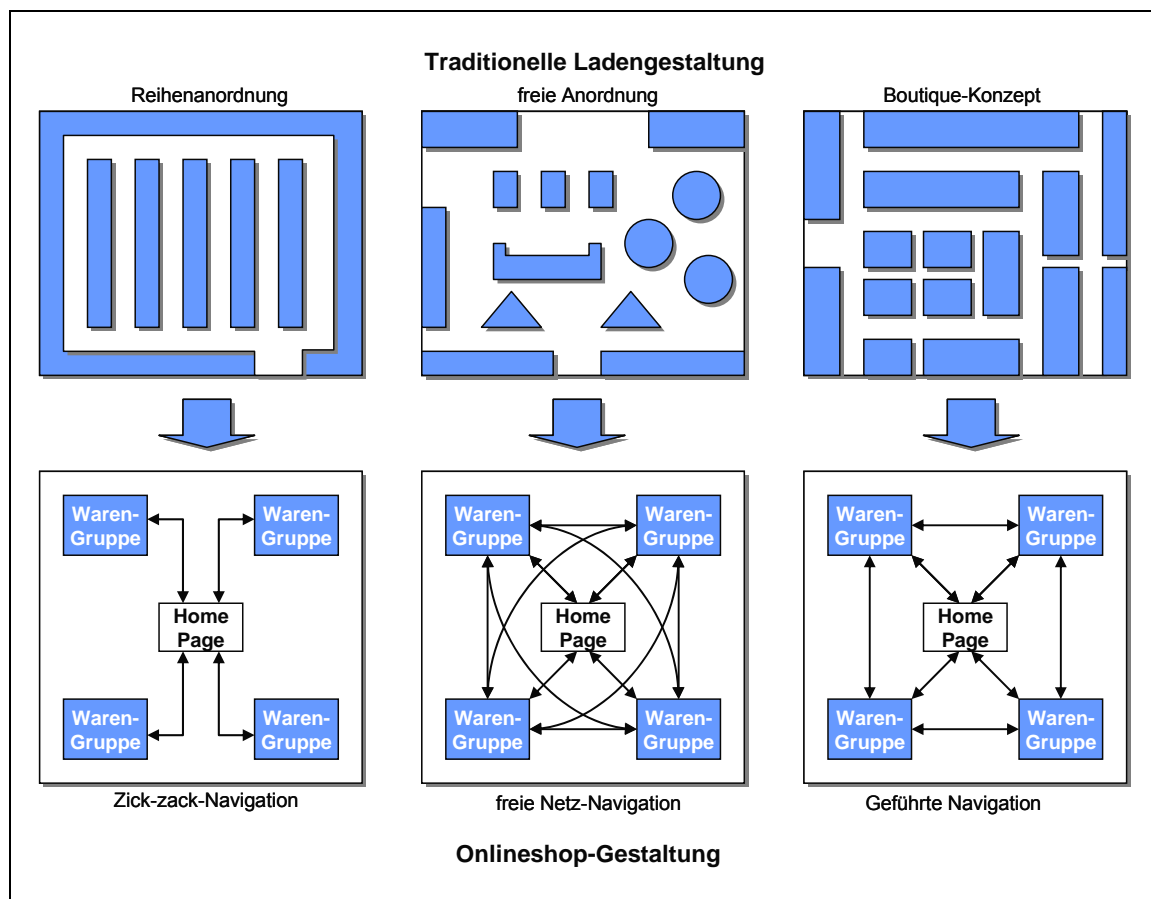 Traditionelle Ladengestaltung
Reihenanordnung
freie Anordnung
Boutique-Konzept
Waren-
Gruppe
Waren-
Gruppe
Home
Page
Waren-
Gruppe
Waren-
Gruppe
Zick-zack-Navigation
Waren-
Gruppe
Waren-
Gruppe
Home
Page
Waren-
Gruppe
Waren-
Gruppe
freie Netz-Navigation
Waren-
Gruppe
Waren-
Gruppe
Home
Page
Waren-
Gruppe
Waren-
Gruppe
Geführte Navigation
Onlineshop-Gestaltung